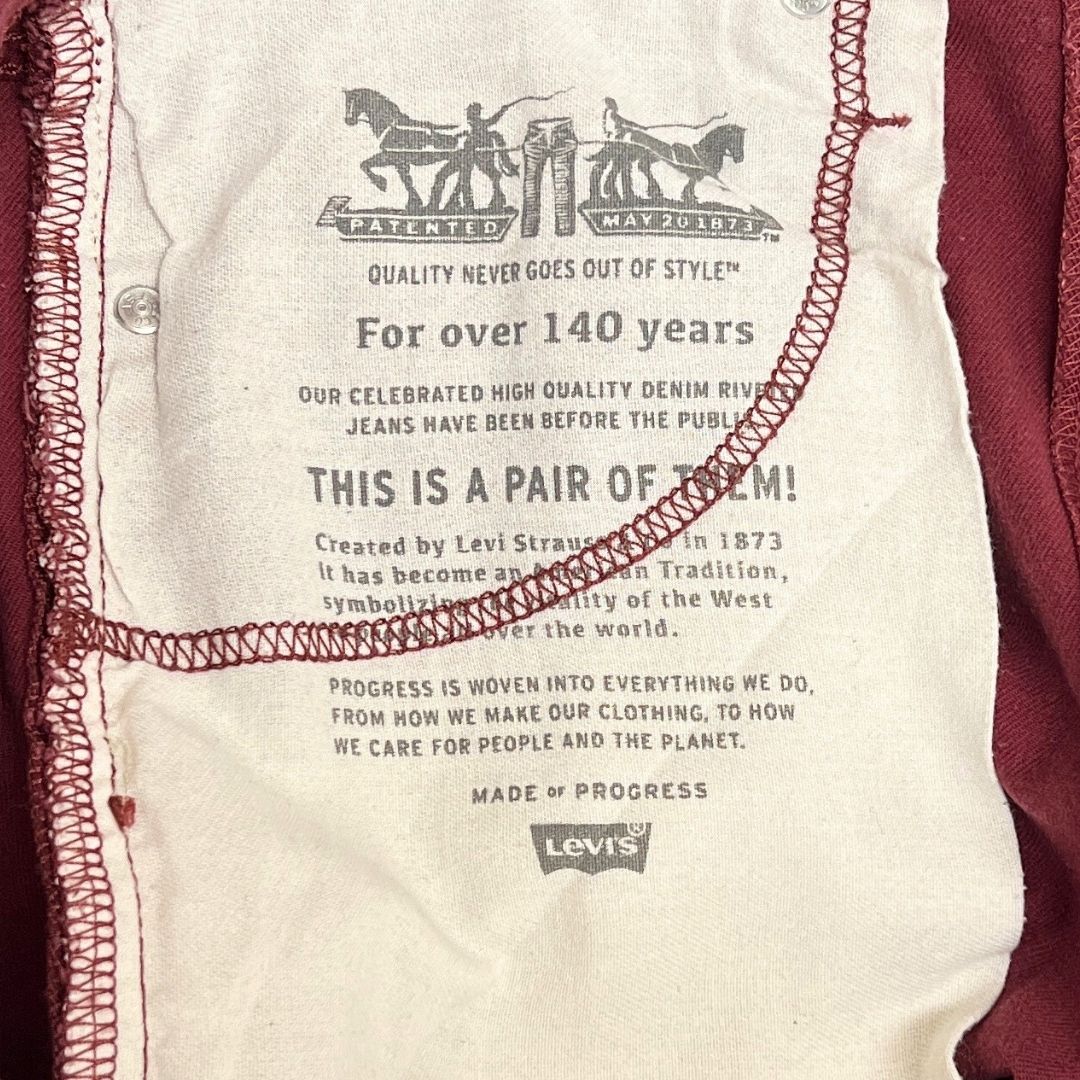 PATENTED MAY 20 1873 ™
QUALITY NEVER GOES OUT OF STYLE™
For over 140 years
OUR CELEBRATED HIGH QUALITY DENIM
JEANS HAVE BEEN BEFORE THE
THIS IS A PAIR OF THEM!
Created by Levi Strauss in 1873
It has become an Tradition,
of the West
over the world.
PROGRESS IS WOVEN INTO EVERYTHING WE DO,
FROM HOW WE MAKE OUR CLOTHING, TO HOW
WE CARE FOR PEOPLE AND THE PLANET.
MADE OF PROGRESS
LEVI'S ®